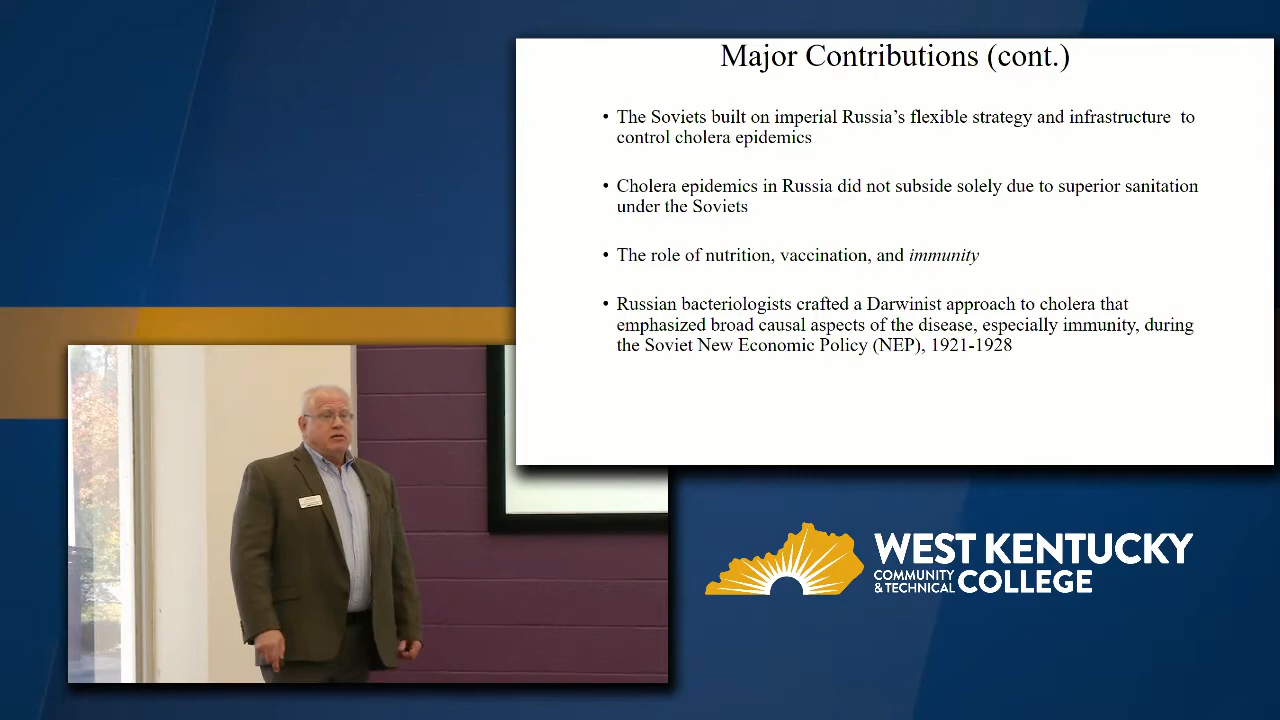 Major Contributions (cont.)
• The Soviets built on imperial Russia’s flexible strategy and infrastructure to
control cholera epidemics
• Cholera epidemics in Russia did not subside solely due to superior sanitation
under the Soviets
• The role of nutrition, vaccination, and immunity
• Russian bacteriologists crafted a Darwinist approach to cholera that
emphasized broad causal aspects of the disease, especially immunity, during
the Soviet New Economic Policy (NEP), 1921-1928
WEST KENTUCKY
COMMUNITY
& TECHNICAL COLLEGE